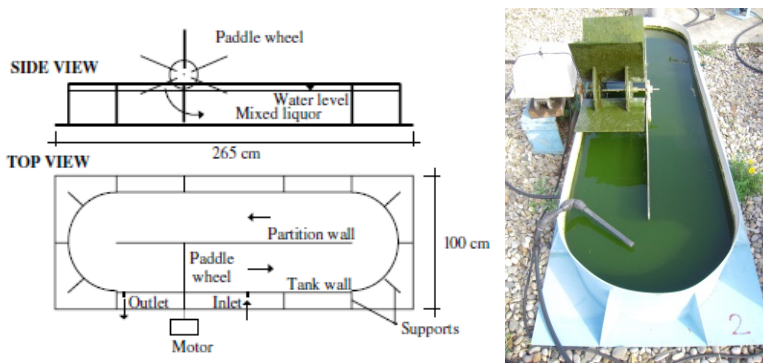 Paddle wheel
SIDE VIEW
Water level
Mixed liquor
265 cm
TOP VIEW
Partition wall
100 cm
Paddle
wheel
Tank wall
Outlet
Inlet
Supports
Motor
2